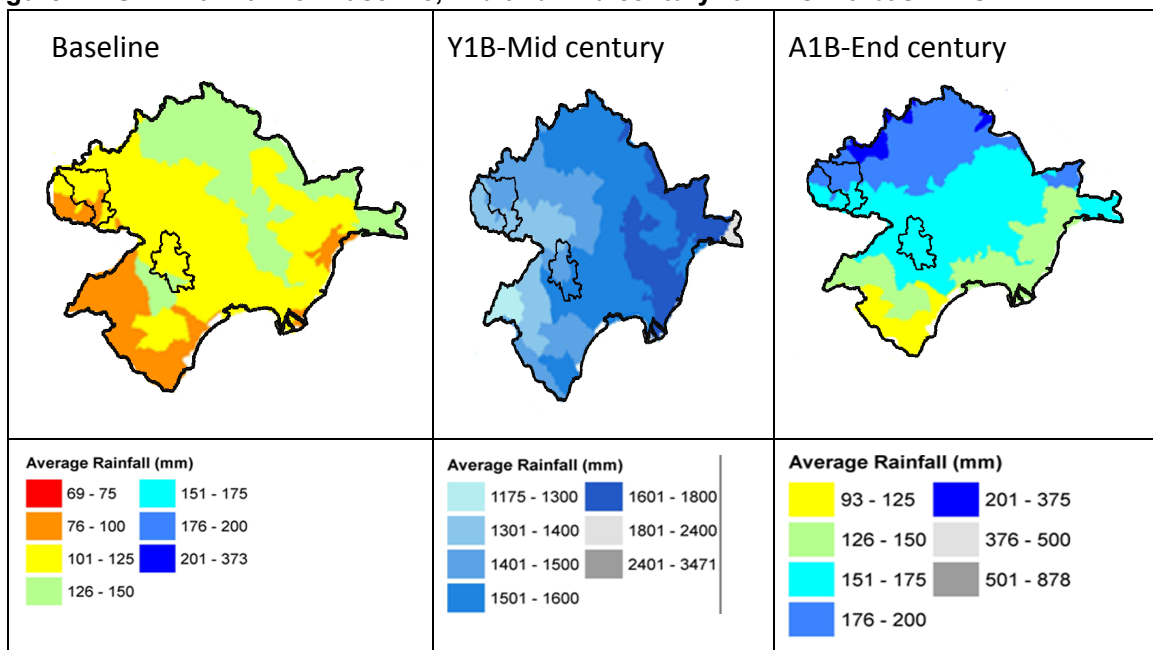 Baseline
Y1B-Mid century
A1B-End century
Average Rainfall (mm)
69 - 75
76 - 100
101 - 125
126 - 150
151 - 175
176 - 200
201 - 373
Average Rainfall (mm)
1175 - 1300
1301 - 1400
1401 - 1500
1501 - 1600
1601 - 1800
1801 - 2400
2401 - 3471
Average Rainfall (mm)
93 - 125
126 - 150
151 - 175
176 - 200
201 - 375
376 - 500
501 - 878